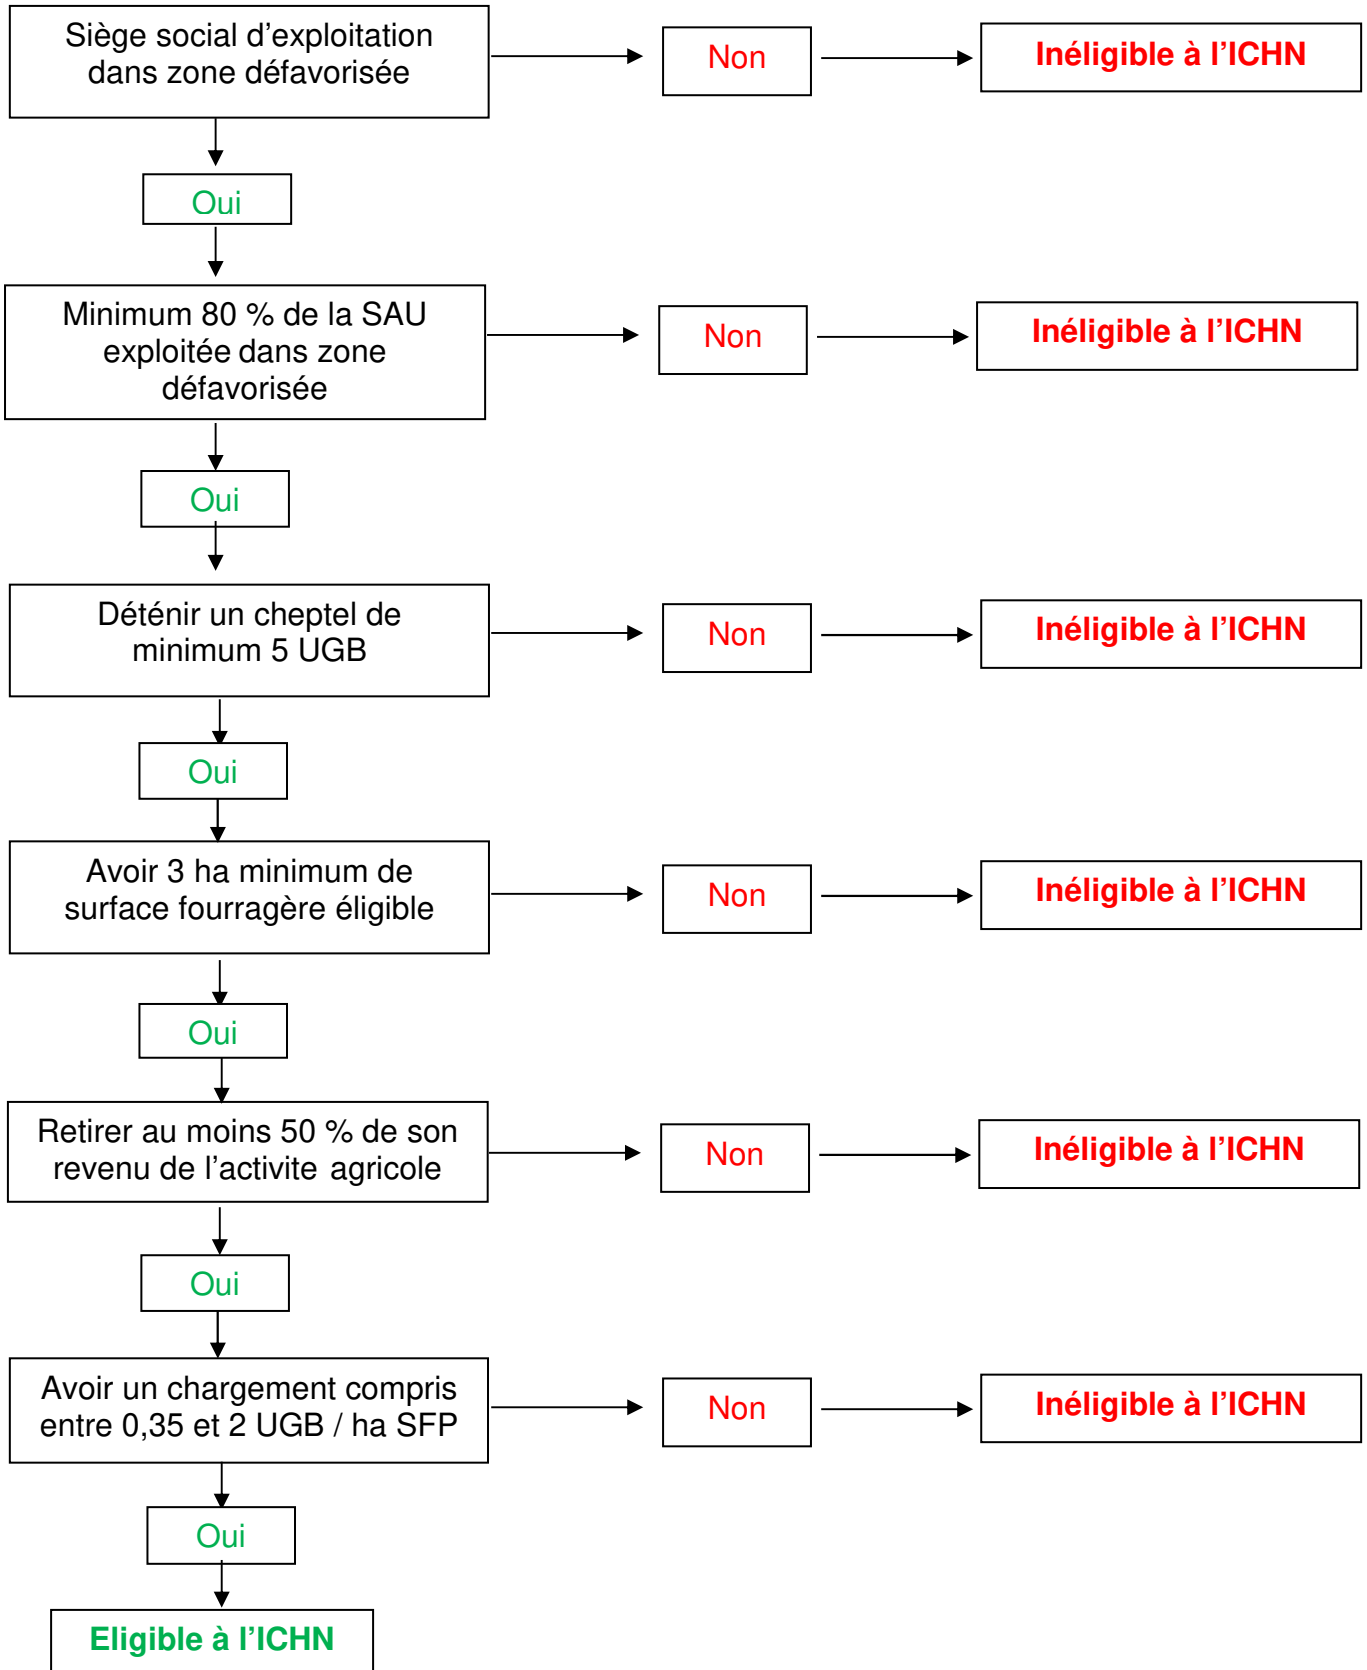 Siège social d’exploitation
dans zone défavorisée
Non
Inéligible à l’ICHN
Oui
Minimum 80 % de la SAU
exploitée dans zone
défavorisée
Non
Inéligible à l’ICHN
Oui
Déténir un cheptel de
minimum 5 UGB
Non
Inéligible à l’ICHN
Oui
Avoir 3 ha minimum de
surface fourragère éligible
Non
Inéligible à l’ICHN
Oui
Retirer au moins 50 % de son
revenu de l’activite agricole
Non
Inéligible à l’ICHN
Oui
Avoir un chargement compris
entre 0,35 et 2 UGB / ha SFP
Non
Inéligible à l’ICHN
Oui
Eligible à l’ICHN